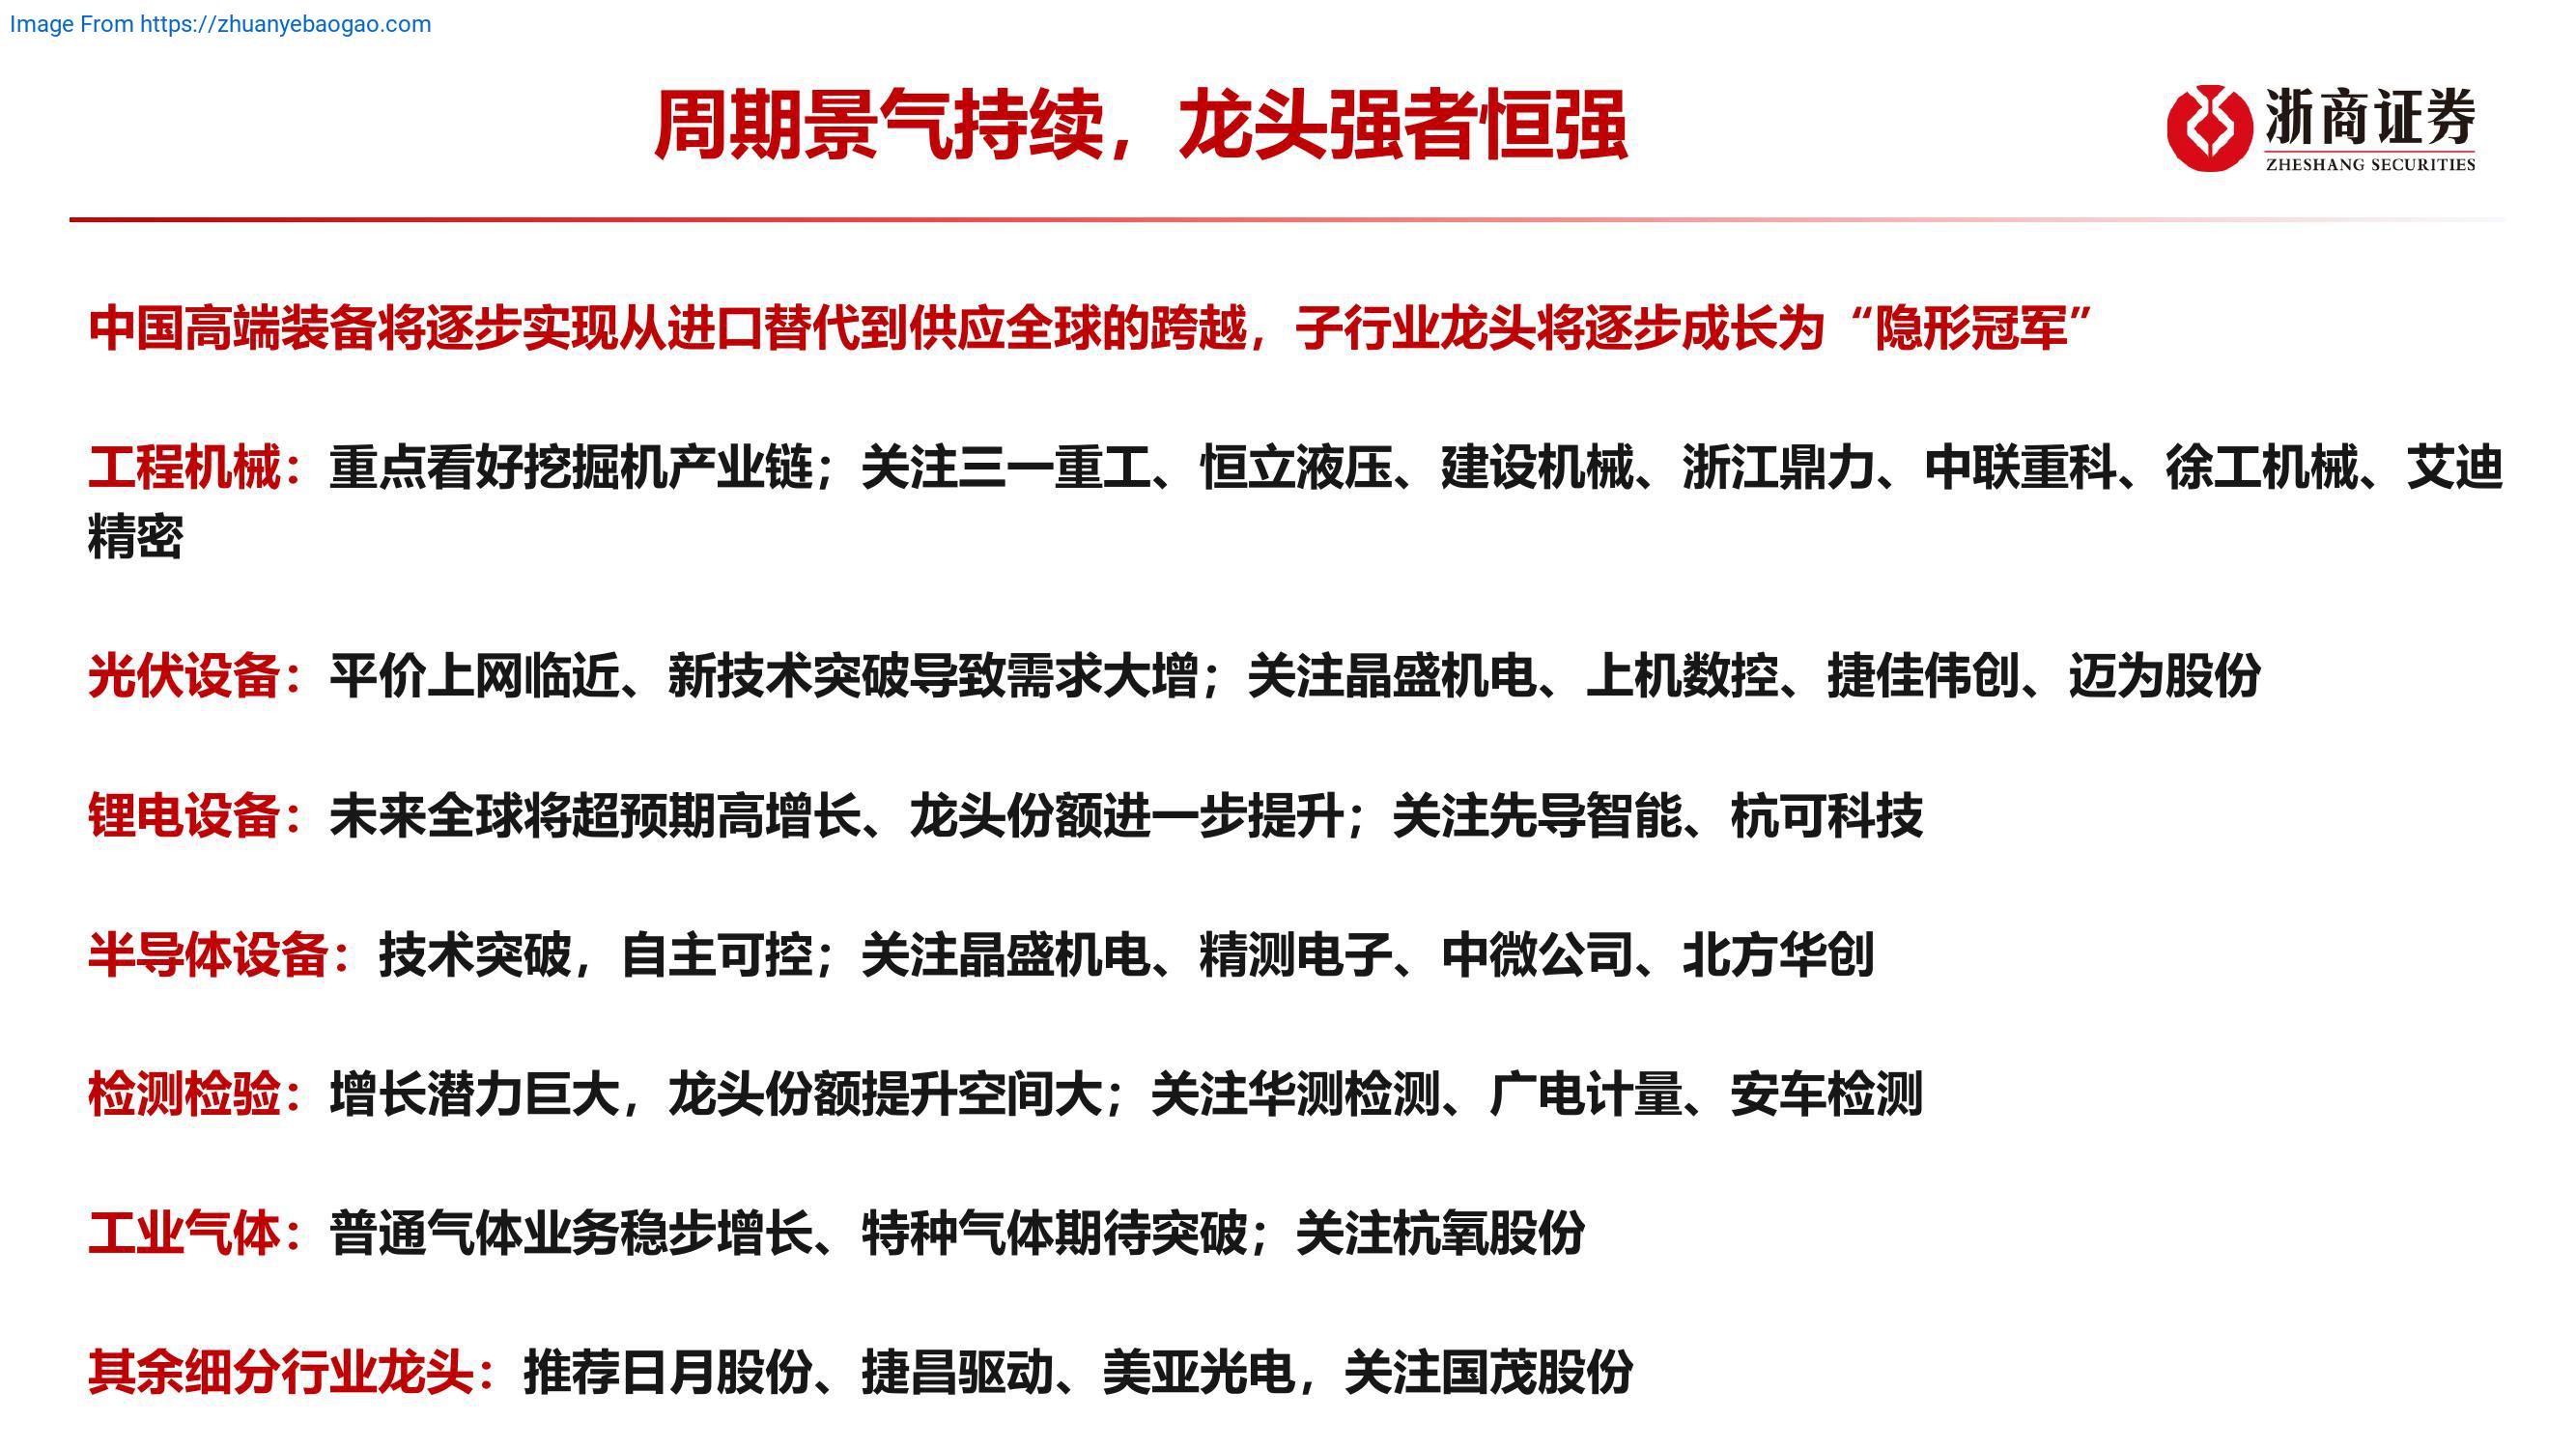 Image From https://zhuanyebaogao.com
周期景气持续，龙头强者恒强
浙商证券
ZHESHANG SECURITIES
中国高端装备将逐步实现从进口替代到供应全球的跨越，子行业龙头将逐步成长为“隐形冠军”
工程机械：重点看好挖掘机产业链；关注三一重工、恒立液压、建设机械、浙江鼎力、中联重科、徐工机械、艾迪
精密
光伏设备：平价上网临近、新技术突破导致需求大增；关注晶盛机电、上机数控、捷佳伟创、迈为股份
锂电设备：未来全球将超预期高增长、龙头份额进一步提升；关注先导智能、杭可科技
半导体设备：技术突破，自主可控；关注晶盛机电、精测电子、中微公司、北方华创
检测检验：增长潜力巨大，龙头份额提升空间大；关注华测检测、广电计量、安车检测
工业气体：普通气体业务稳步增长、特种气体期待突破；关注杭氧股份
其余细分行业龙头：推荐日月股份、捷昌驱动、美亚光电，关注国茂股份